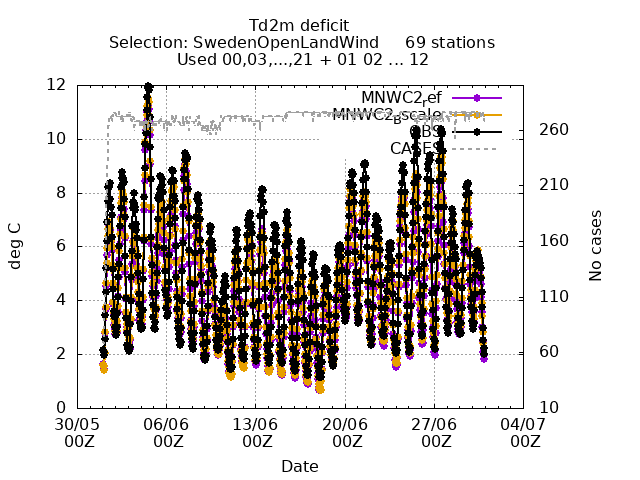 Td2m deficit
Selection: SwedenOpenLandWind     69 stations
Used 00,03,...,21 + 01 02 ... 12
MNWC2_ref
MNWC2_Bscale
OBS
CASES
deg C
No cases
12
10
8
6
4
2
0
260
210
160
110
60
10
30/05 06/06 13/06 20/06 27/06 04/07
00Z 00Z 00Z 00Z 00Z 00Z
Date